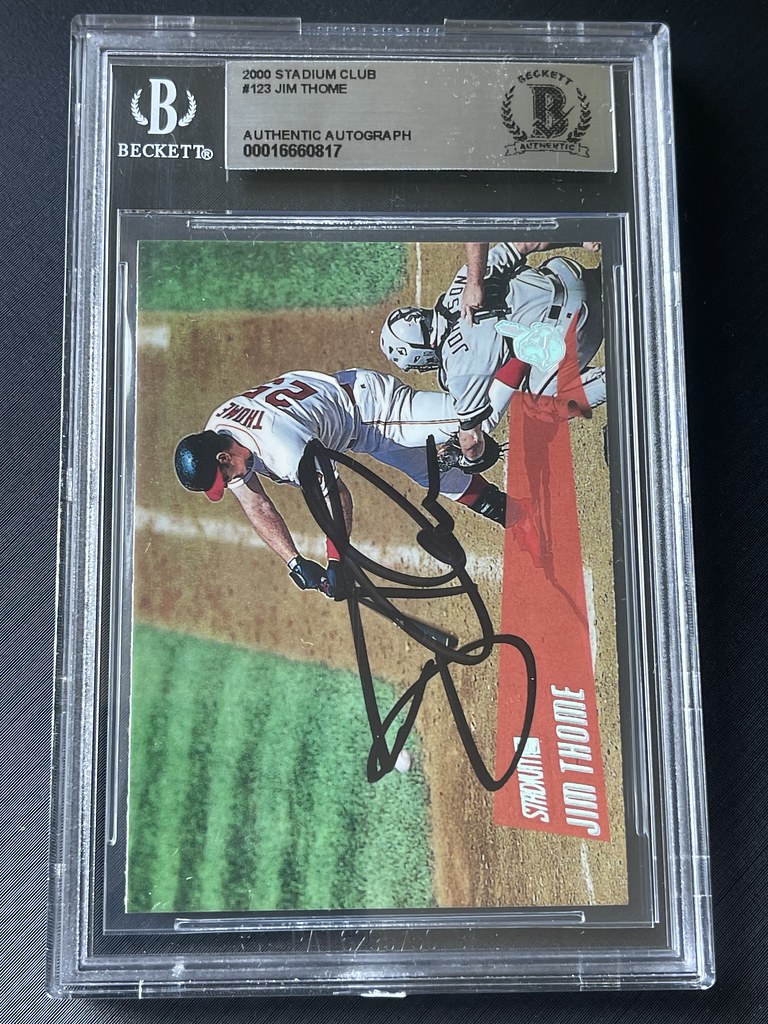 B
BECKETT®
2000 STADIUM CLUB
#123 JIM THOME
AUTHENTIC AUTOGRAPH
00016660817
BECKETT
B
AUTHENTIC
JOHNSON
THOME
25
STADIUM
JIM THOME